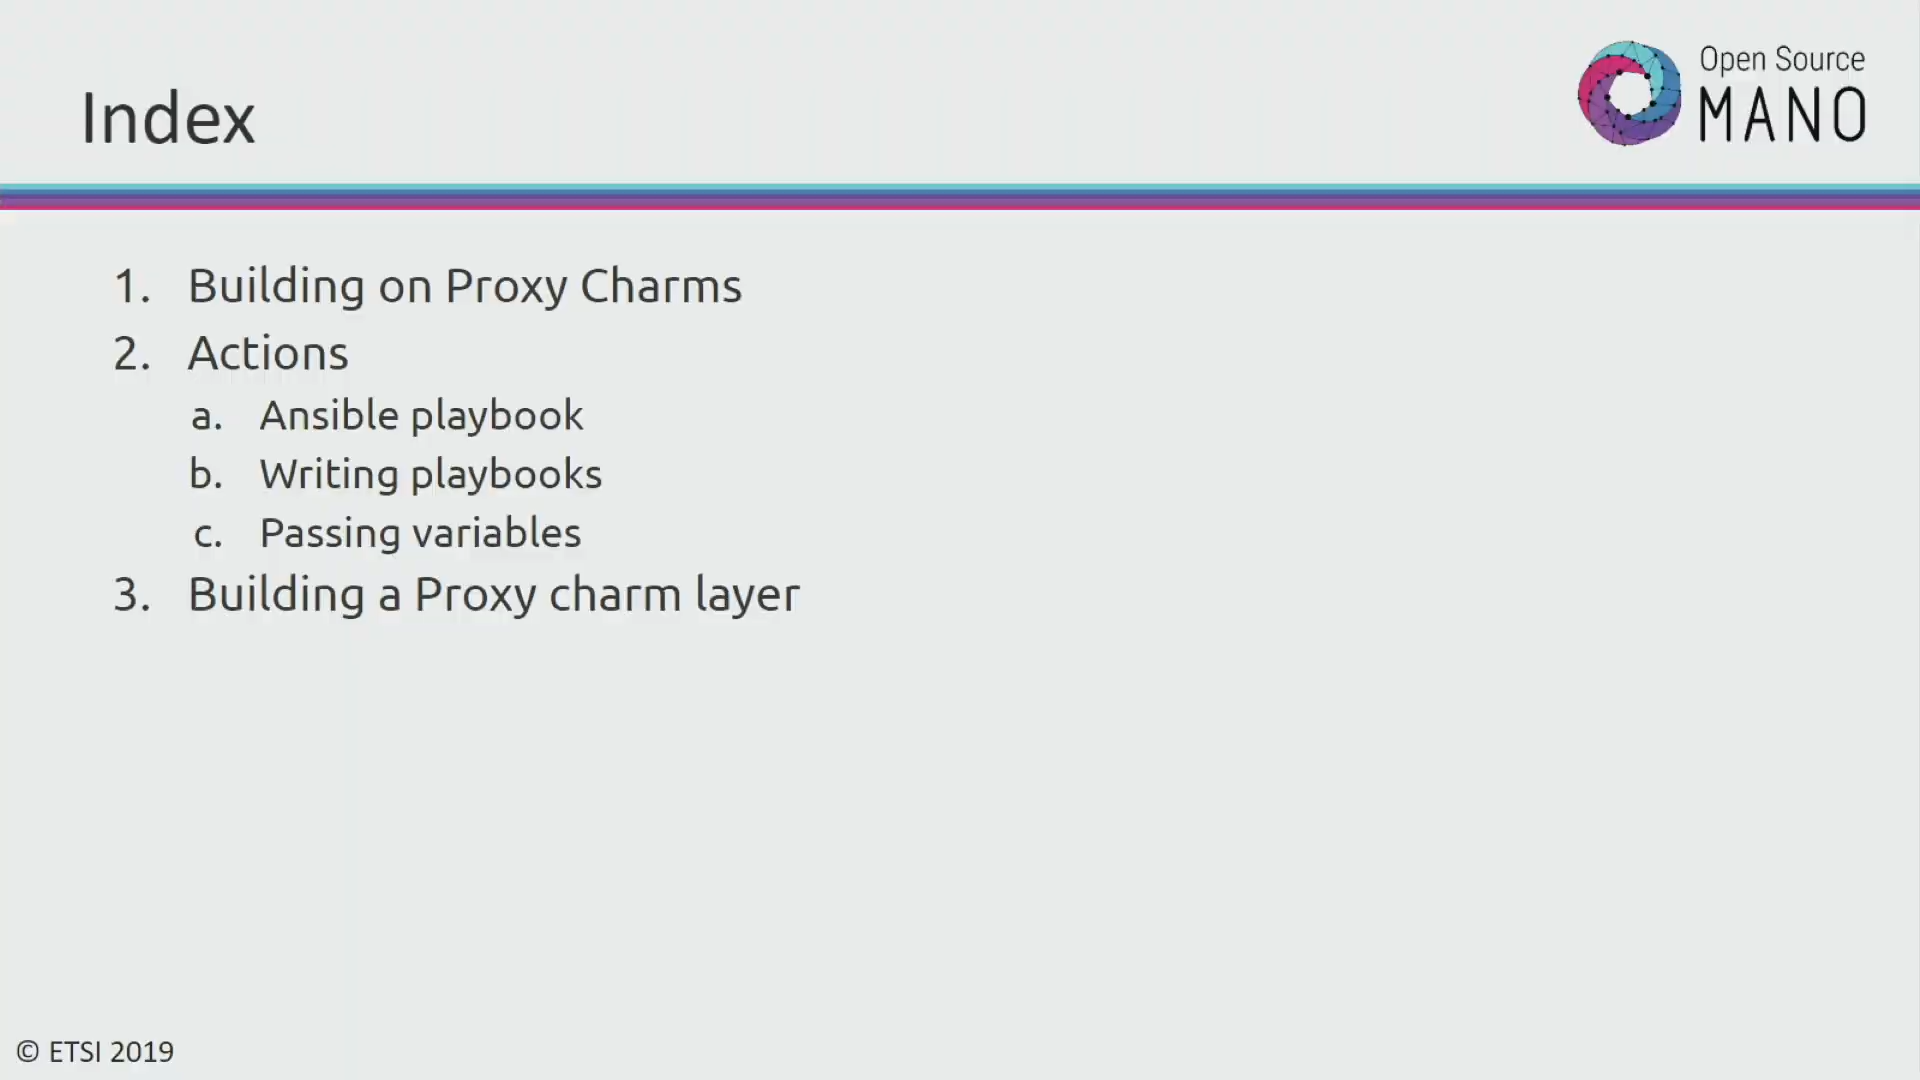 Index
Open Source
MANO
1. Building on Proxy Charms
2. Actions
a. Ansible playbook
b. Writing playbooks
c. Passing variables
3. Building a Proxy charm layer
© ETSI 2019